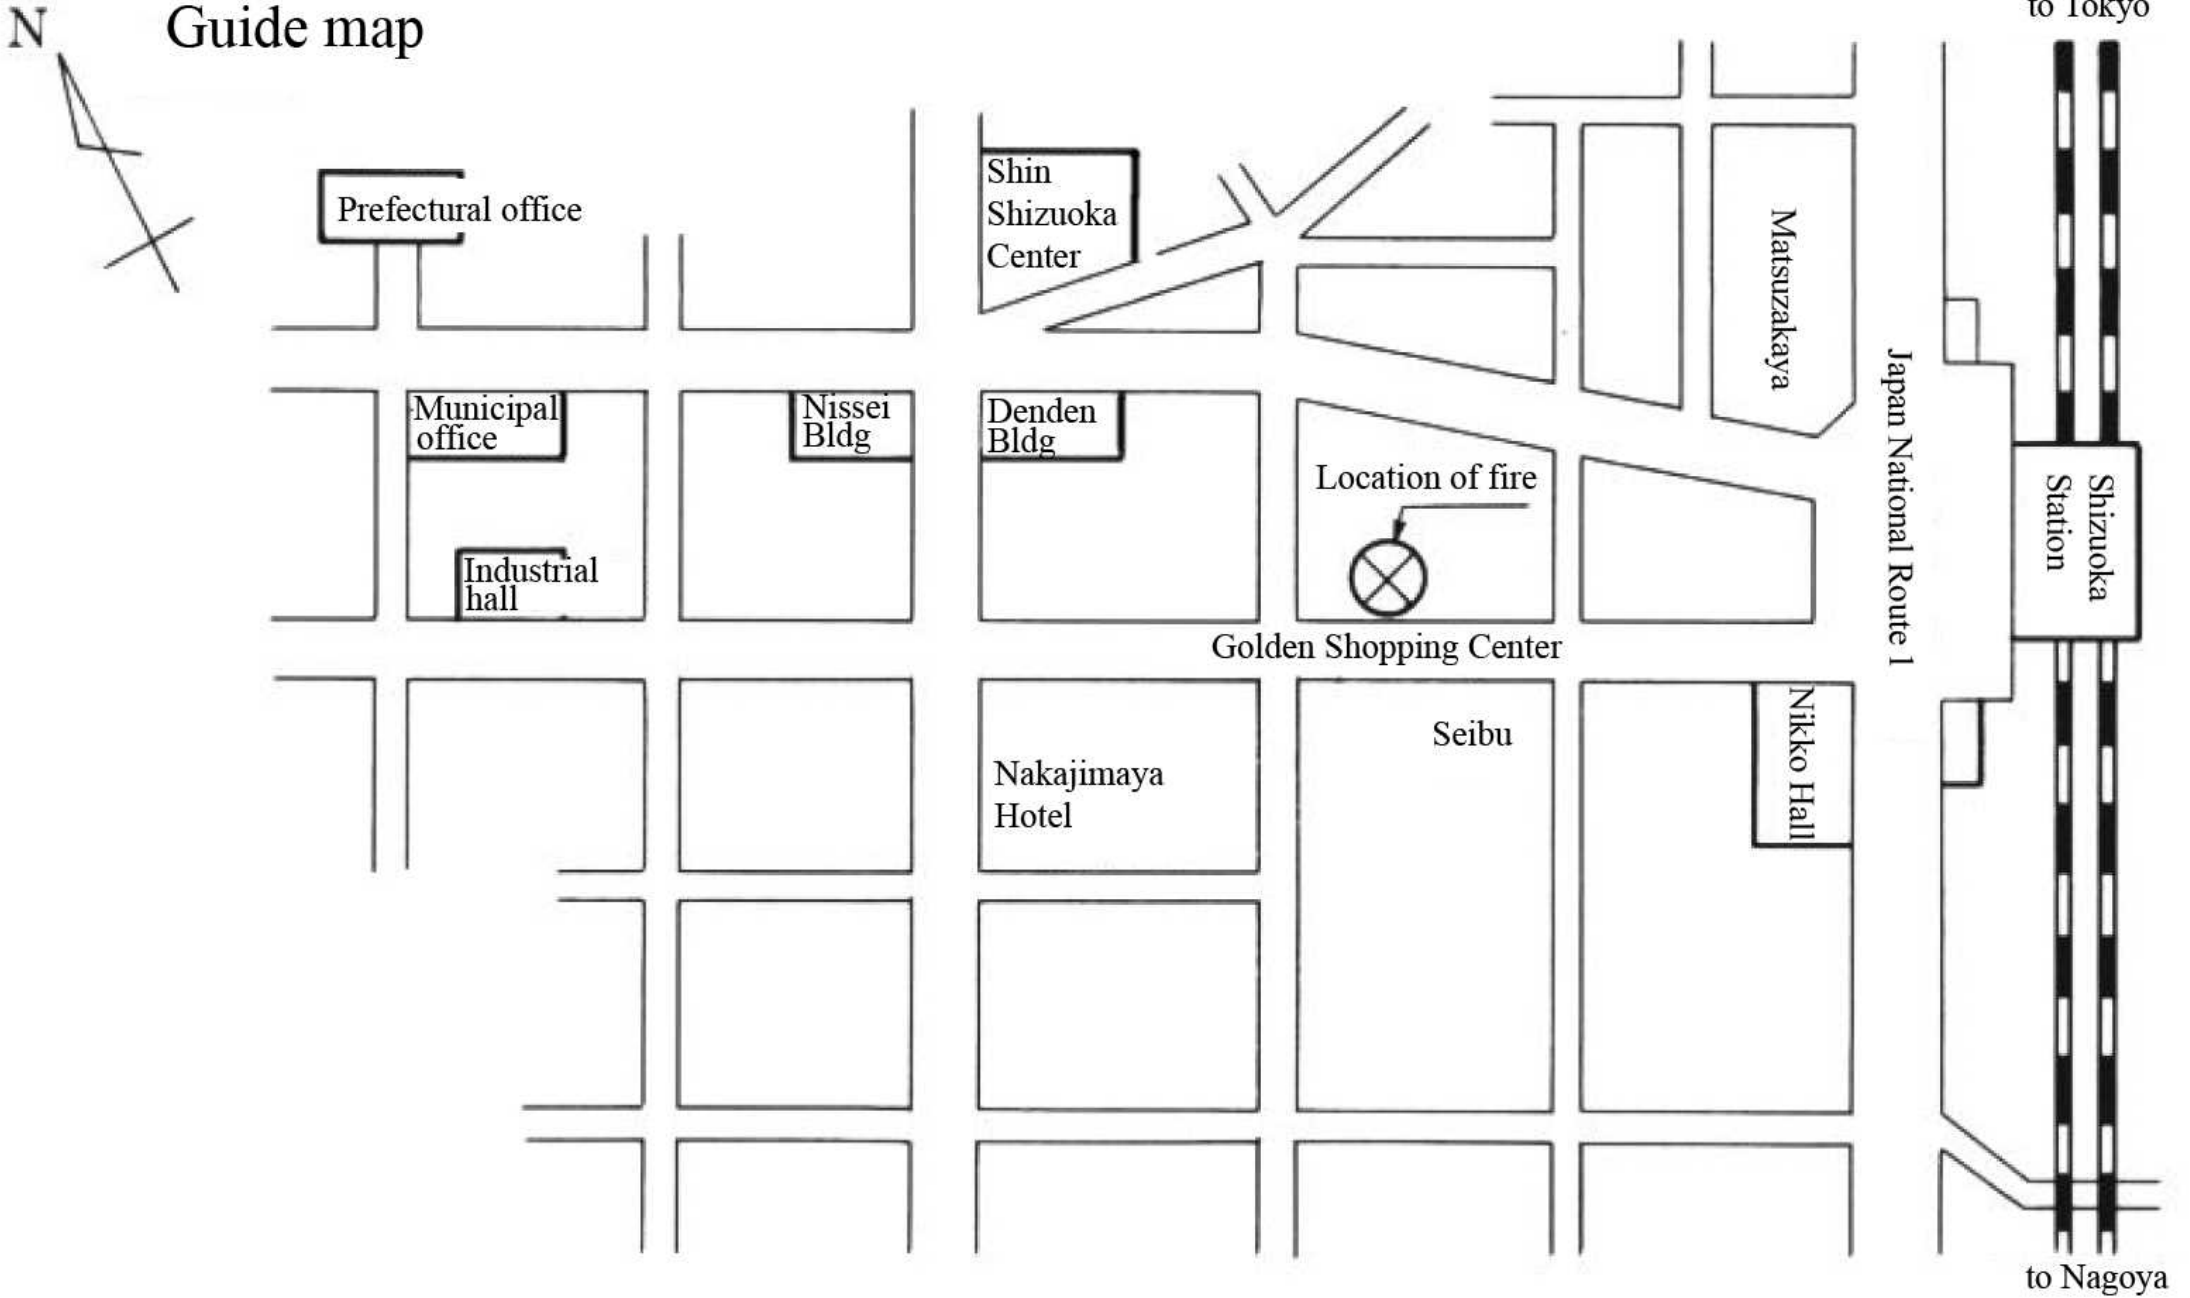 N
Guide map
to Tokyo
Prefectural office
Shin
Shizuoka
Center
Matsuzakaya
Japan National Route 1
Municipal
office
Nissei
Bldg
Denden
Bldg
Location of fire
Shizuoka
Station
Industrial
hall
Golden Shopping Center
Nikko Hall
Seibu
Nakajimaya
Hotel
to Nagoya